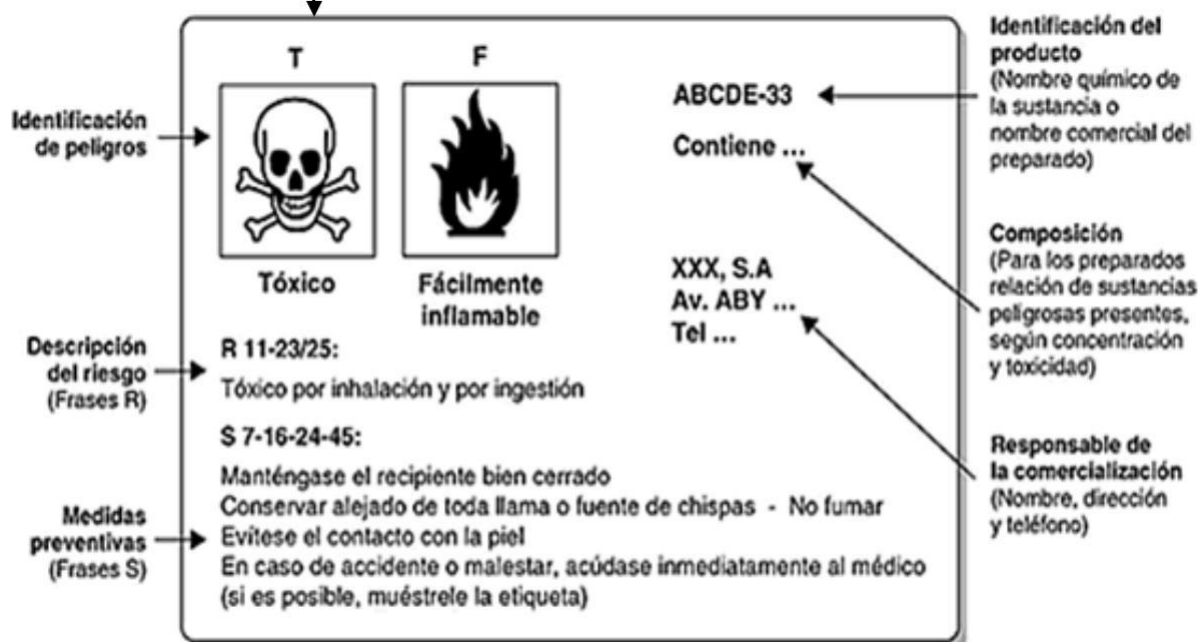 T
F
Tóxico
Fácilmente
inflamable
ABCDE-33
Contiene ...
XXX, S.A
Av. ABY ...
Tel ...
R 11-23/25:
Tóxico por inhalación y por ingestión
S 7-16-24-45:
Manténgase el recipiente bien cerrado
Conservar alejado de toda llama o fuente de chispas - No fumar
Evítese el contacto con la piel
En caso de accidente o malestar, acúdase inmediatamente al médico
(si es posible, muéstrele la etiqueta)
Identificación
de peligros
Descripción
del riesgo
(Frases R)
Medidas
preventivas
(Frases S)
Identificación del
producto
(Nombre químico de
la sustancia o
nombre comercial del
preparado)
Composición
(Para los preparados
relación de sustancias
peligrosas presentes,
según concentración
y toxicidad)
Responsable de
la comercialización
(Nombre, dirección
y teléfono)